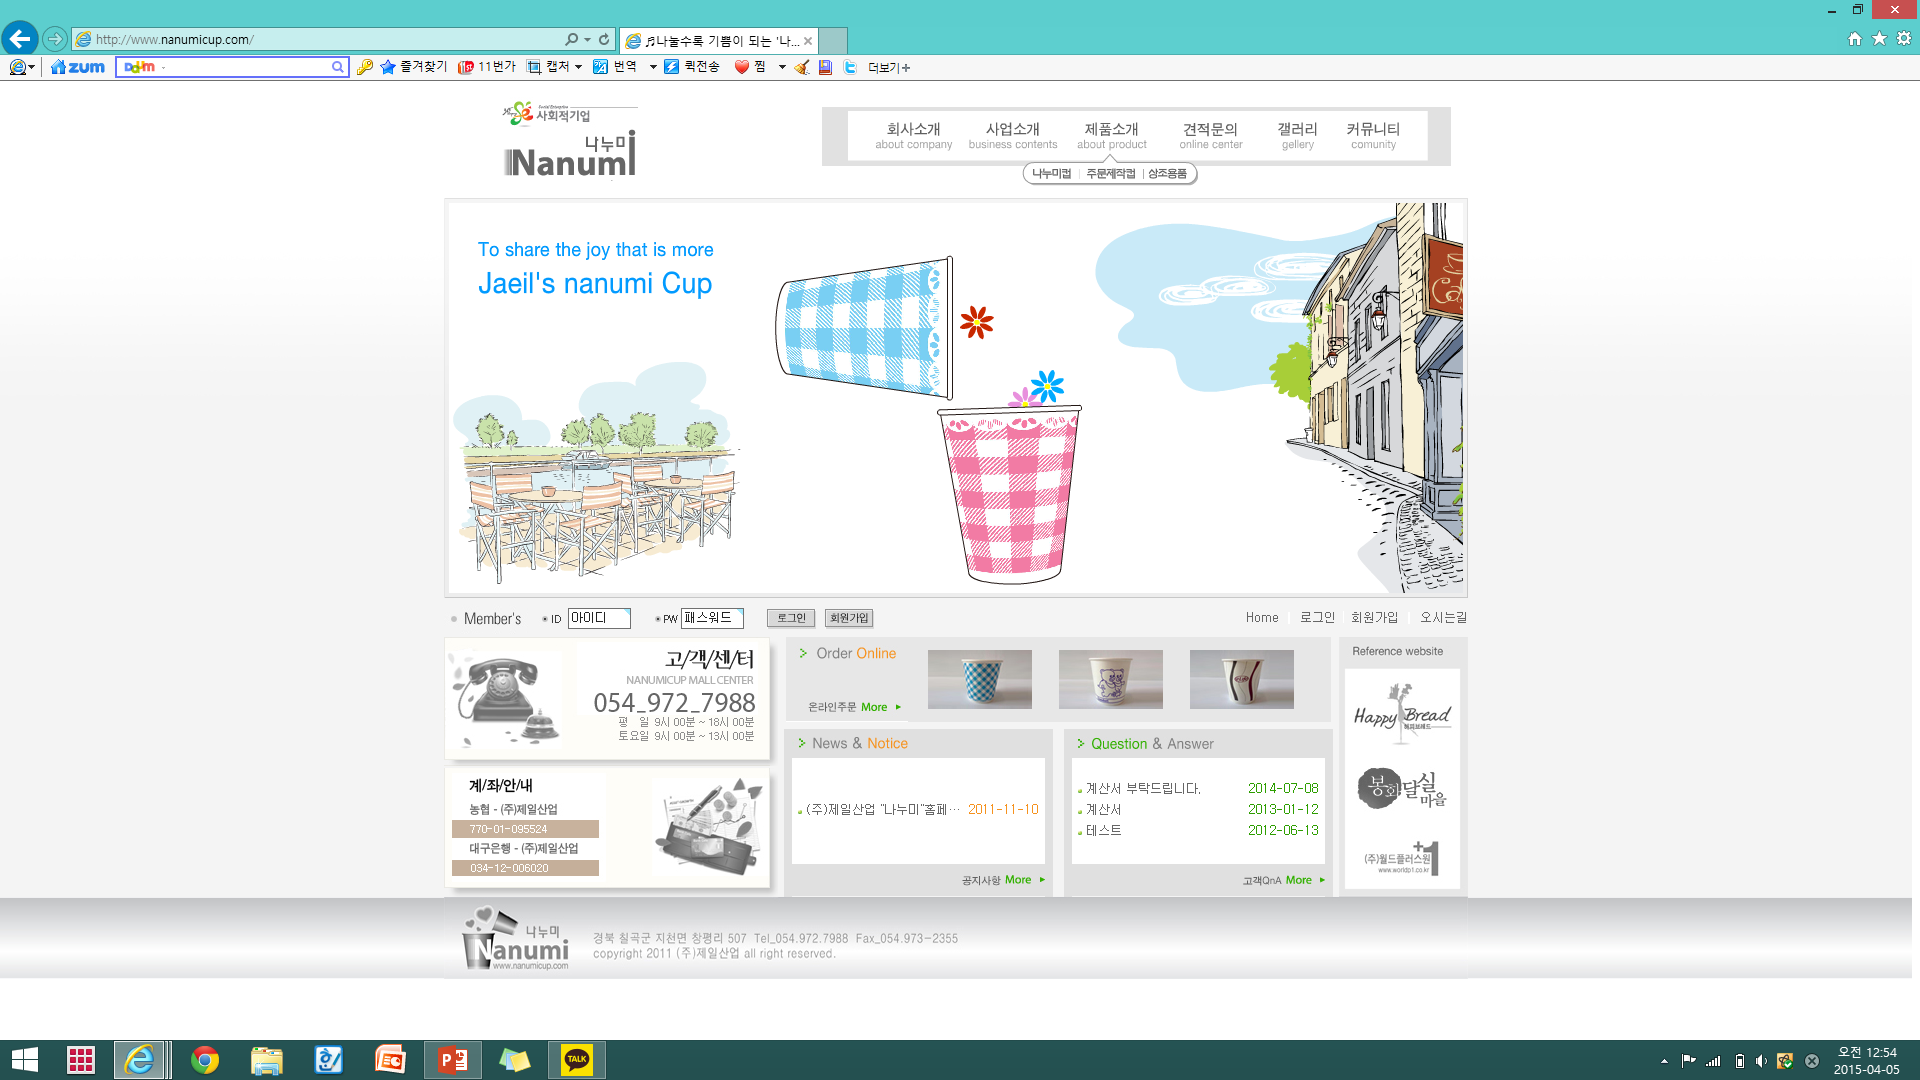 http://www.nanumicup.com/
♬나눌수록 기쁨이 되는 '나...
zum
Daum
즐겨찾기
11번가
캡처
번역
퀵전송
찜
더보기+
사회적기업
나누미
Nanumi
회사소개 사업소개 제품소개 견적문의 갤러리 커뮤니티
about company business contents about product online center gellery comunity
나누미컵 | 주문제작컵 | 상조용품
To share the joy that is more
Jaeil's nanumi Cup
Member's ID 아이디 PW 패스워드 로그인 회원가입
Home 로그인 회원가입 오시는길
고/객/센/터
NANUMICUP MALL CENTER
054_972_7988
평 일 9시 00분 ~ 18시 00분
토요일 9시 00분 ~ 13시 00분
계/좌/안/내
농협 - (주)제일산업
770-01-095524
대구은행 - (주)제일산업
034-12-006020
> Order Online
온라인주문 More
> News & Notice
(주)제일산업 "나누미"홈페… 2011-11-10
공지사항 More
> Question & Answer
계산서 부탁드립니다. 2014-07-08
계산서 2013-01-12
테스트 2012-06-13
고객QnA More
Reference website
Happy Bread
해피브레드
봉화달실마을
+1
(주)월드플러스원
www.worldp1.co.kr
나누미
Nanumi
www.nanumicup.com
경북 칠곡군 지천면 창평리 507 Tel_054.972.7988 Fax_054.973-2355
copyright 2011 (주)제일산업 all right reserved.
TALK
오전 12:54
2015-04-05